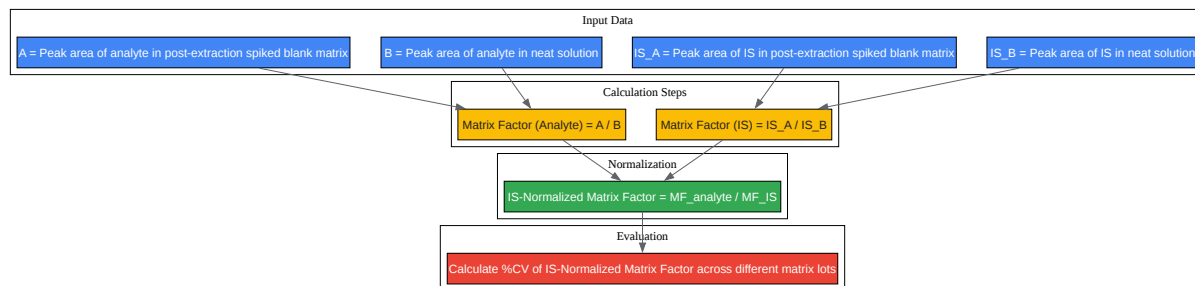 Input Data
A = Peak area of analyte in post-extraction spiked blank matrix
B = Peak area of analyte in neat solution
IS_A = Peak area of IS in post-extraction spiked blank matrix
IS_B = Peak area of IS in neat solution
Calculation Steps
Matrix Factor (Analyte) = A / B
Matrix Factor (IS) = IS_A / IS_B
Normalization
IS-Normalized Matrix Factor = MF_analyte / MF_IS
Evaluation
Calculate %CV of IS-Normalized Matrix Factor across different matrix lots